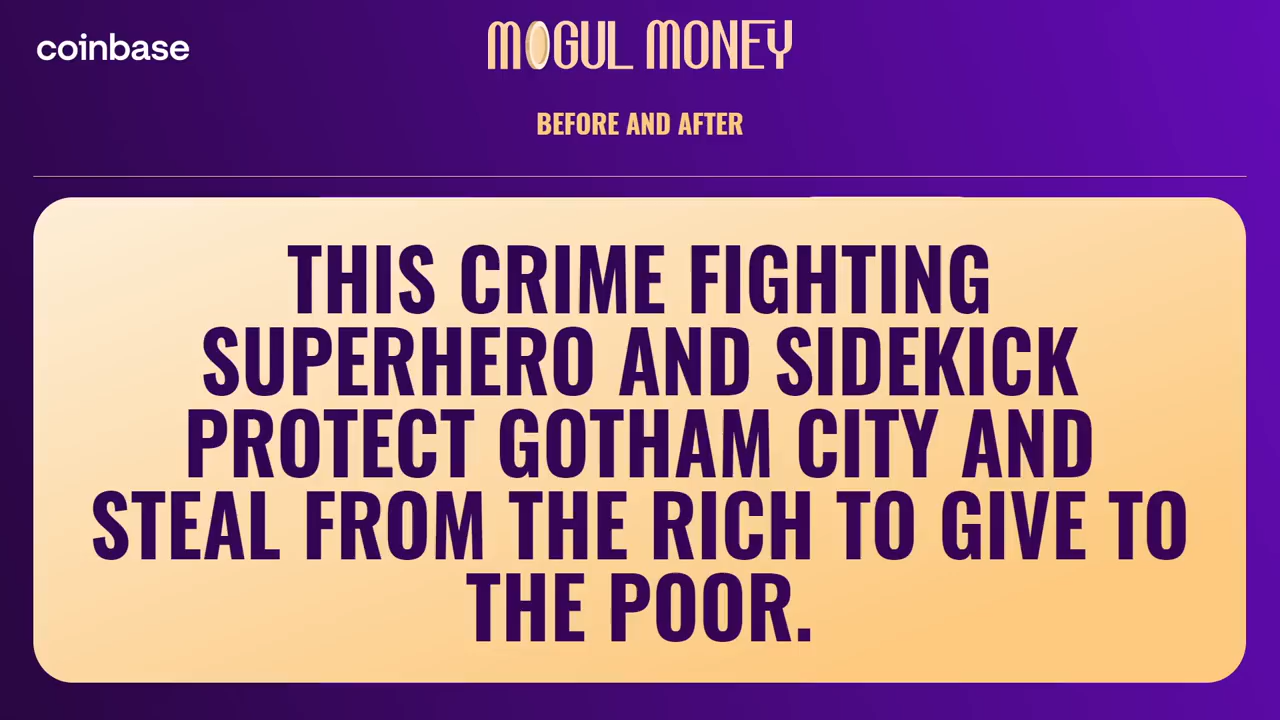 coinbase
MOGUL MONEY
BEFORE AND AFTER
THIS CRIME FIGHTING
SUPERHERO AND SIDEKICK
PROTECT GOTHAM CITY AND
STEAL FROM THE RICH TO GIVE TO
THE POOR.